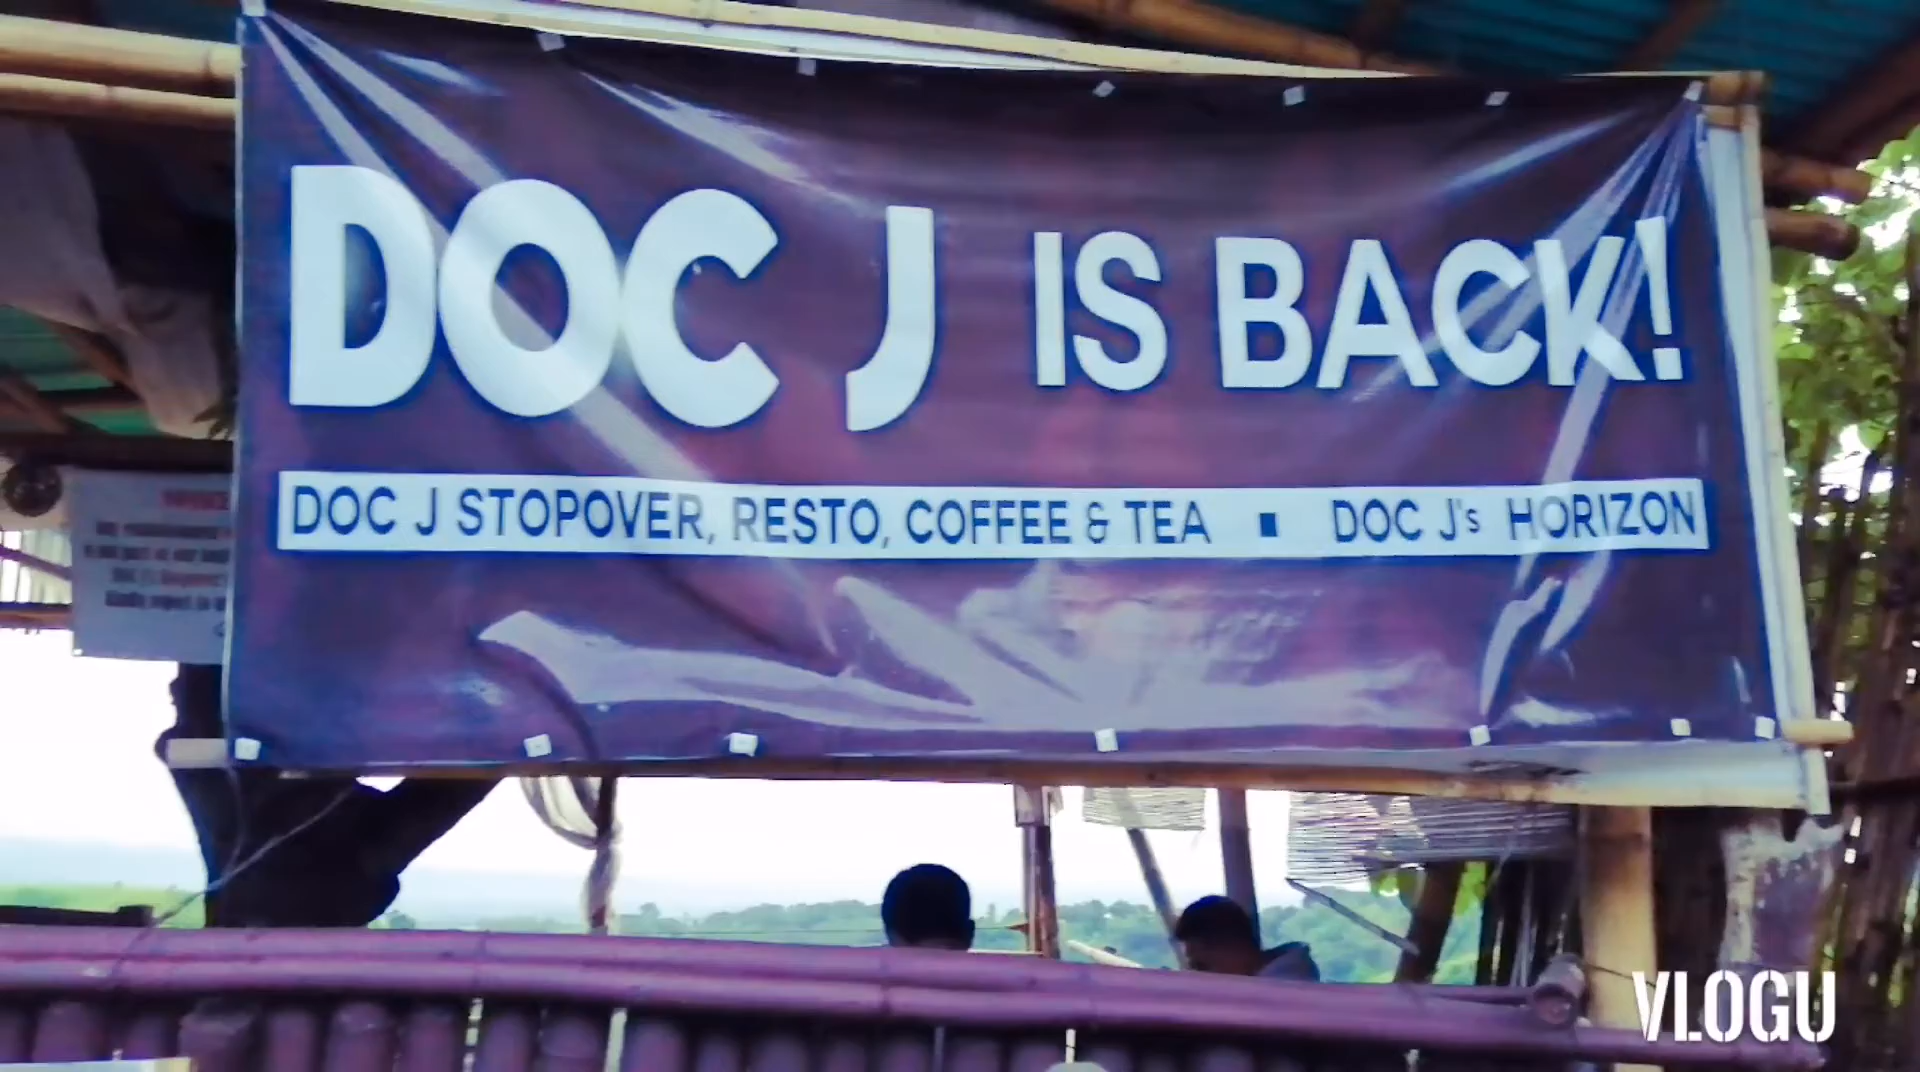 DOC J IS BACK!
DOC J STOPOVER, RESTO, COFFEE & TEA ▪ DOC J's HORIZON
VLOGU